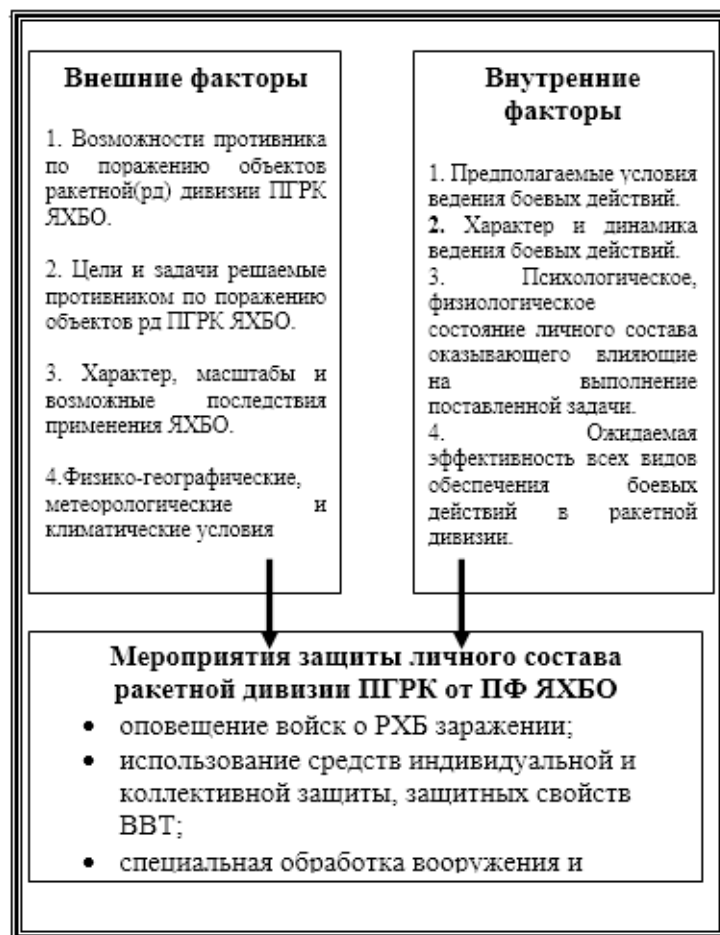 Внешние факторы
1. Возможности противника
по поражению объектов
ракетной(рд) дивизии ПГРК
ЯХБО.
2. Цели и задачи решаемые
противником по поражению
объектов рд ПГРК ЯХБО.
3. Характер, масштабы и
возможные последствия
применения ЯХБО.
4.Физико-географические,
метеорологические и
климатические условия
Внутренние
факторы
1. Предполагаемые условия
ведения боевых действий.
2. Характер и динамика
ведения боевых действий.
3. Психологическое,
физиологическое
состояние личного состава
оказывающего влияющие
на выполнение
поставленной задачи.
4. Ожидаемая
эффективность всех видов
обеспечения боевых
действий в ракетной
дивизии.
Мероприятия защиты личного состава
ракетной дивизии ПГРК от ПФ ЯХБО
• оповещение войск о РХБ заражении;
• использование средств индивидуальной и
коллективной защиты, защитных свойств
ВВТ;
• специальная обработка вооружения и